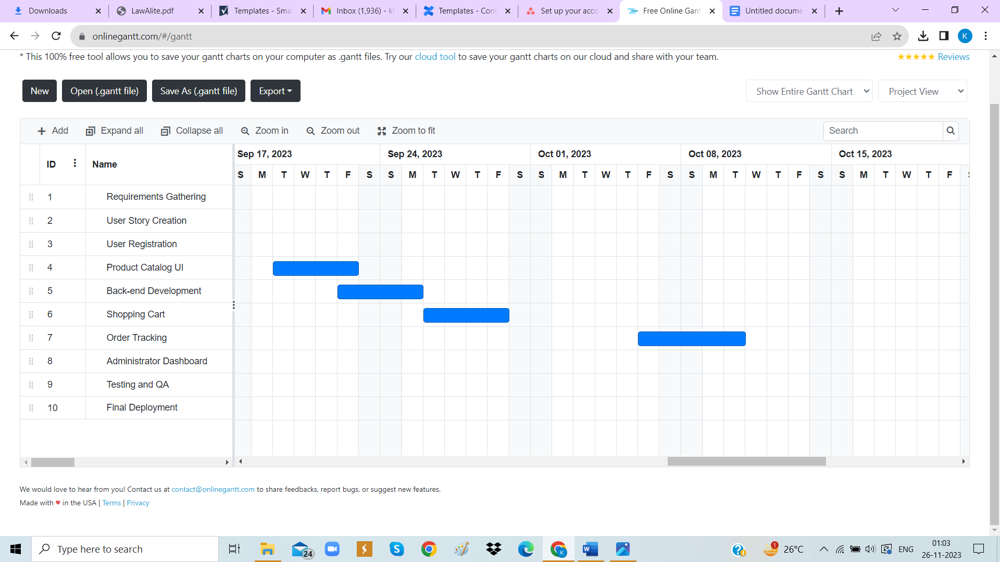 Downloads
LawAlite.pdf
Templates - Sma
Inbox (1,936) - kl
Templates - Conf
Set up your acco
Free Online Gant
Untitled docume
onlinegantt.com/#/gantt
K
* This 100% free tool allows you to save your gantt charts on your computer as .gantt files. Try our cloud tool to save your gantt charts on our cloud and share with your team.
★★★★★ Reviews
New Open (.gantt file) Save As (.gantt file) Export
Show Entire Gantt Chart Project View
Add Expand all Collapse all Zoom in Zoom out Zoom to fit
Search
ID Name
Sep 17, 2023 Sep 24, 2023 Oct 01, 2023 Oct 08, 2023 Oct 15, 2023
S M T W T F S S M T W T F S S M T W T F S S M T W T F S S M T W T F
1 Requirements Gathering
2 User Story Creation
3 User Registration
4 Product Catalog UI
5 Back-end Development
6 Shopping Cart
7 Order Tracking
8 Administrator Dashboard
9 Testing and QA
10 Final Deployment
We would love to hear from you! Contact us at contact@onlinegantt.com to share feedbacks, report bugs, or suggest new features.
Made with ♥ in the USA | Terms | Privacy
Type here to search
24
1
26°C
ENG
01:03
26-11-2023